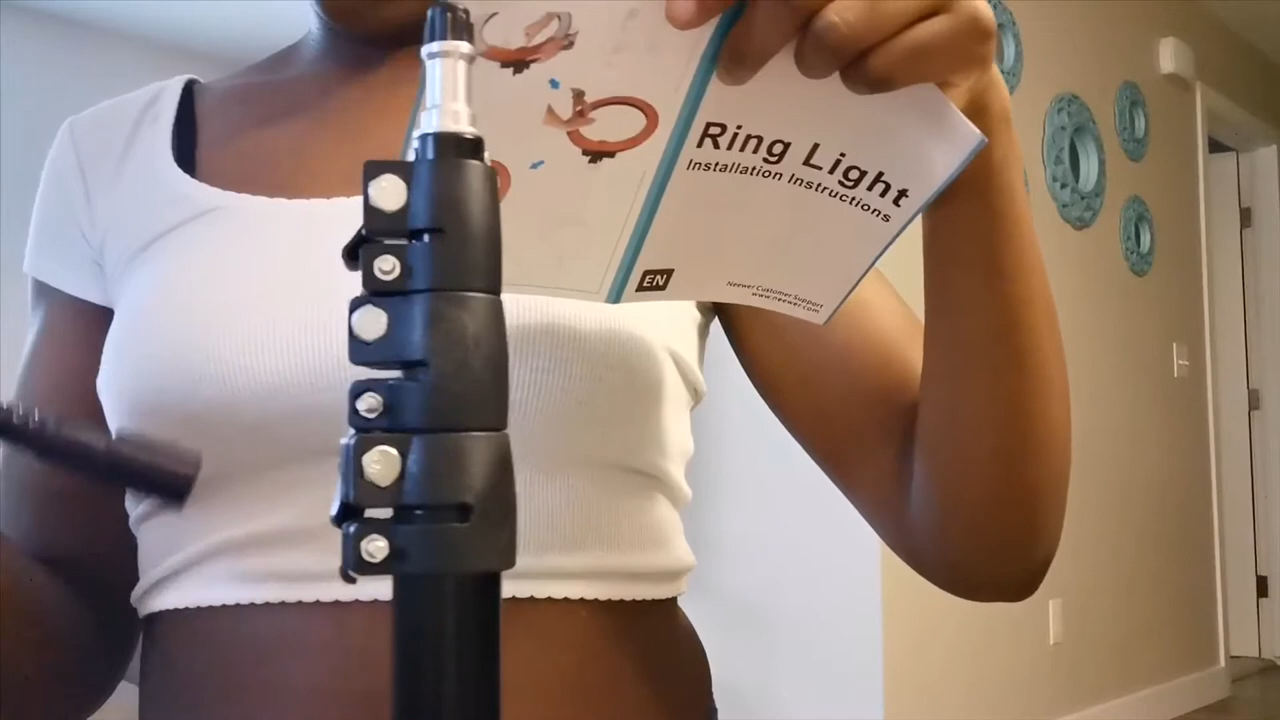 Ring Light
Installation Instructions
EN
Neewer Customer Support
www.neewer.com